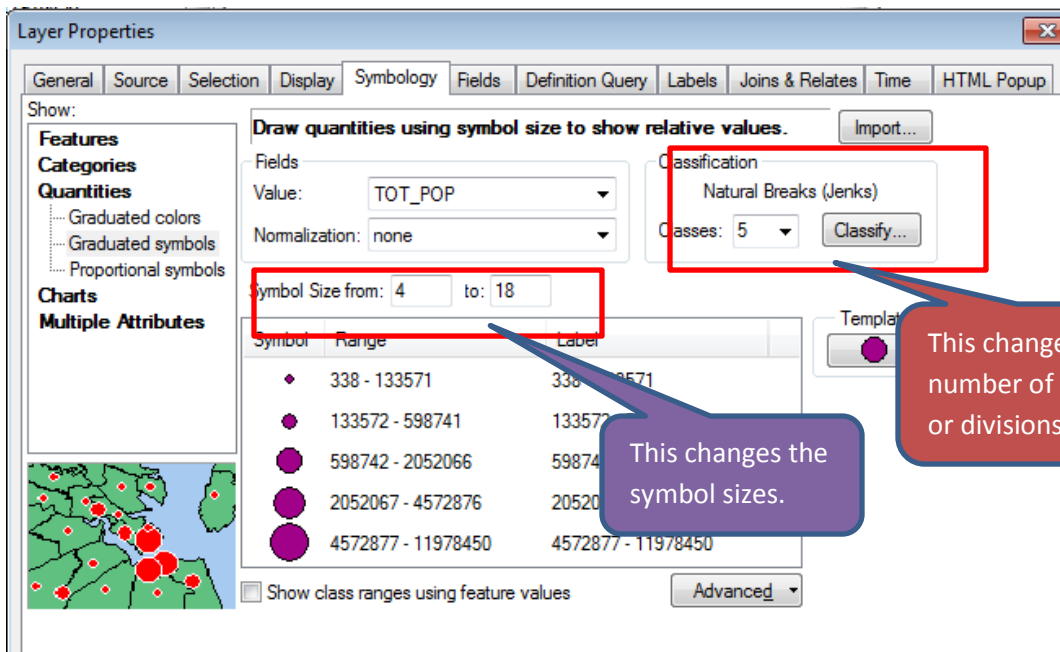 Layer Properties
General Source Selection Display Symbology Fields Definition Query Labels Joins & Relates Time HTML Popup
Show:
Features
Categories
Quantities
Graduated colors
Graduated symbols
Proportional symbols
Charts
Multiple Attributes
Draw quantities using symbol size to show relative values.
Import...
Fields
Value: TOT_POP
Normalization: none
Classification
Natural Breaks (Jenks)
Classes: 5 Classify...
Symbol Size from: 4 to: 18
Symbol Range Label
338 - 133571
133572 - 598741
598742 - 2052066
2052067 - 4572876
4572877 - 11978450 4572877 - 11978450
This changes the
symbol sizes.
number of
or divisions
Show class ranges using feature values
Advanced